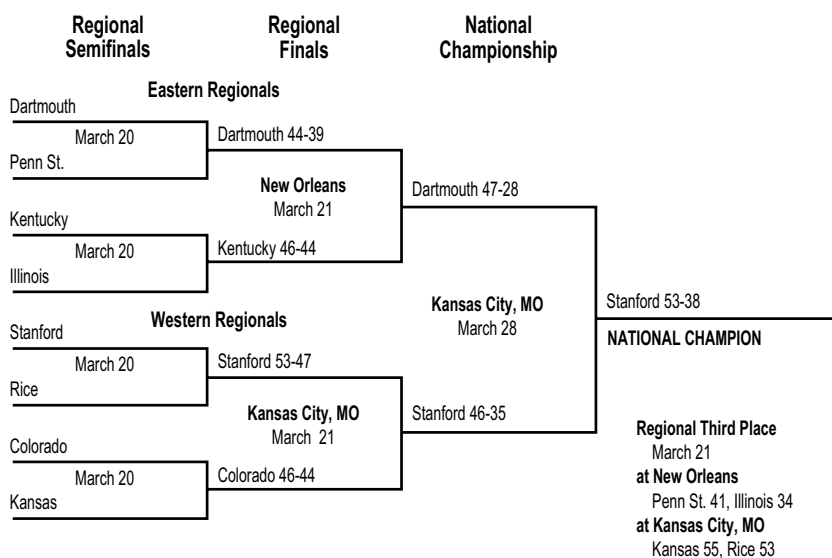 Regional
Semifinals
Regional
Finals
National
Championship
Eastern Regionals
Dartmouth
March 20
Penn St.
Dartmouth 44-39
New Orleans
March 21
Kentucky
March 20
Illinois
Kentucky 46-44
Dartmouth 47-28
Western Regionals
Stanford
March 20
Rice
Stanford 53-47
Kansas City, MO
March 21
Colorado
March 20
Kansas
Colorado 46-44
Stanford 46-35
Kansas City, MO
March 28
Stanford 53-38
NATIONAL CHAMPION
Regional Third Place
March 21
at New Orleans
Penn St. 41, Illinois 34
at Kansas City, MO
Kansas 55, Rice 53